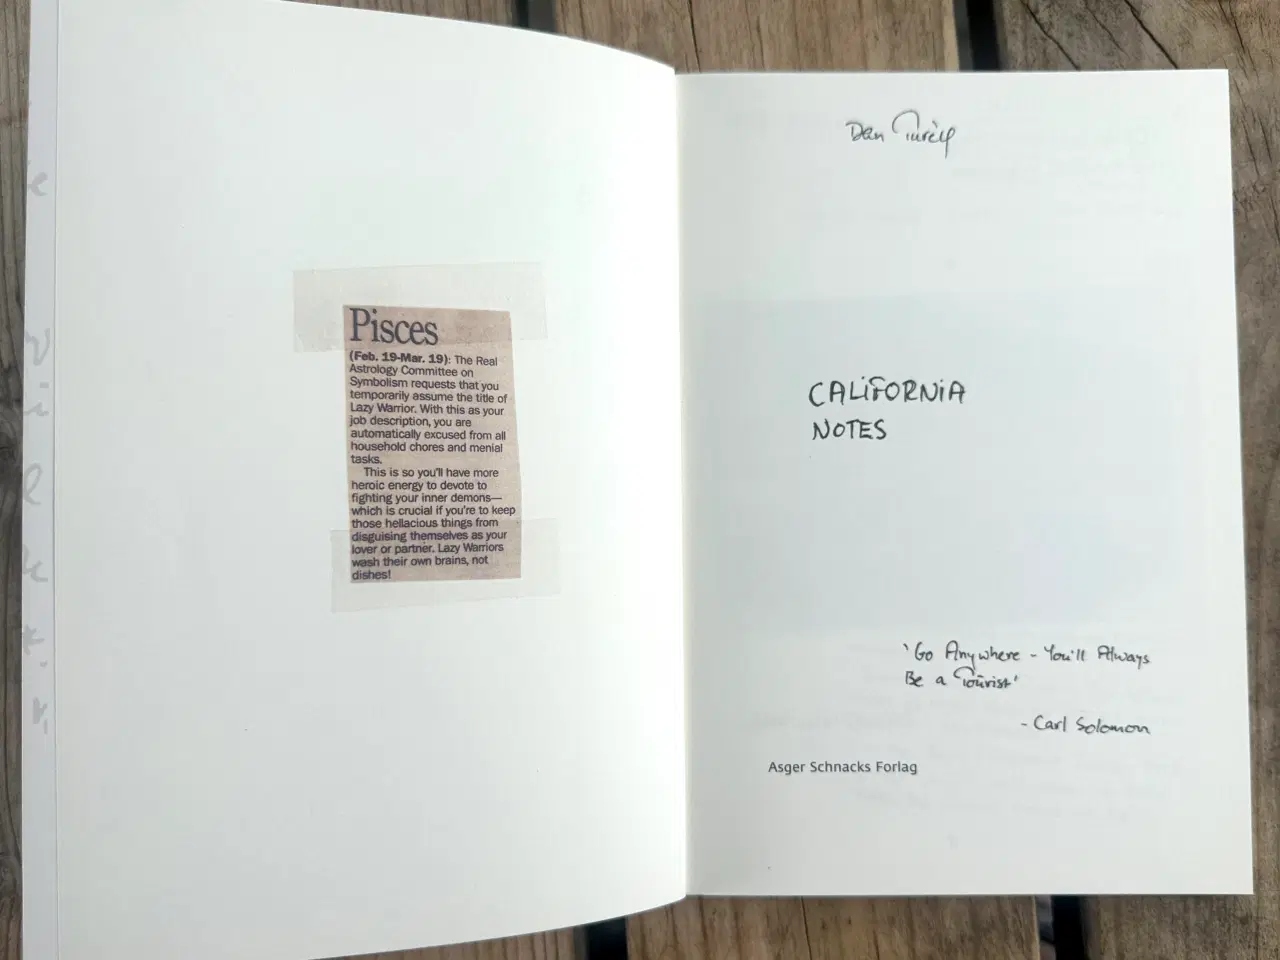 Pisces
(Feb. 19-Mar. 19): The Real
Astrology Committee on
Symbolism requests that you
temporarily assume the title of
Lazy Warrior. With this as your
job description, you are
automatically excused from all
household chores and menial
tasks.
This is so you'll have more
heroic energy to devote to
fighting your inner demons—
which is crucial if you're to keep
those hellacious things from
disguising themselves as your
lover or partner. Lazy Warriors
wash their own brains, not
dishes!
Dan Turèll
CALIFORNIA
NOTES
'Go Anywhere - You'll Always
Be a Tourist'
- Carl Solomon
Asger Schnacks Forlag